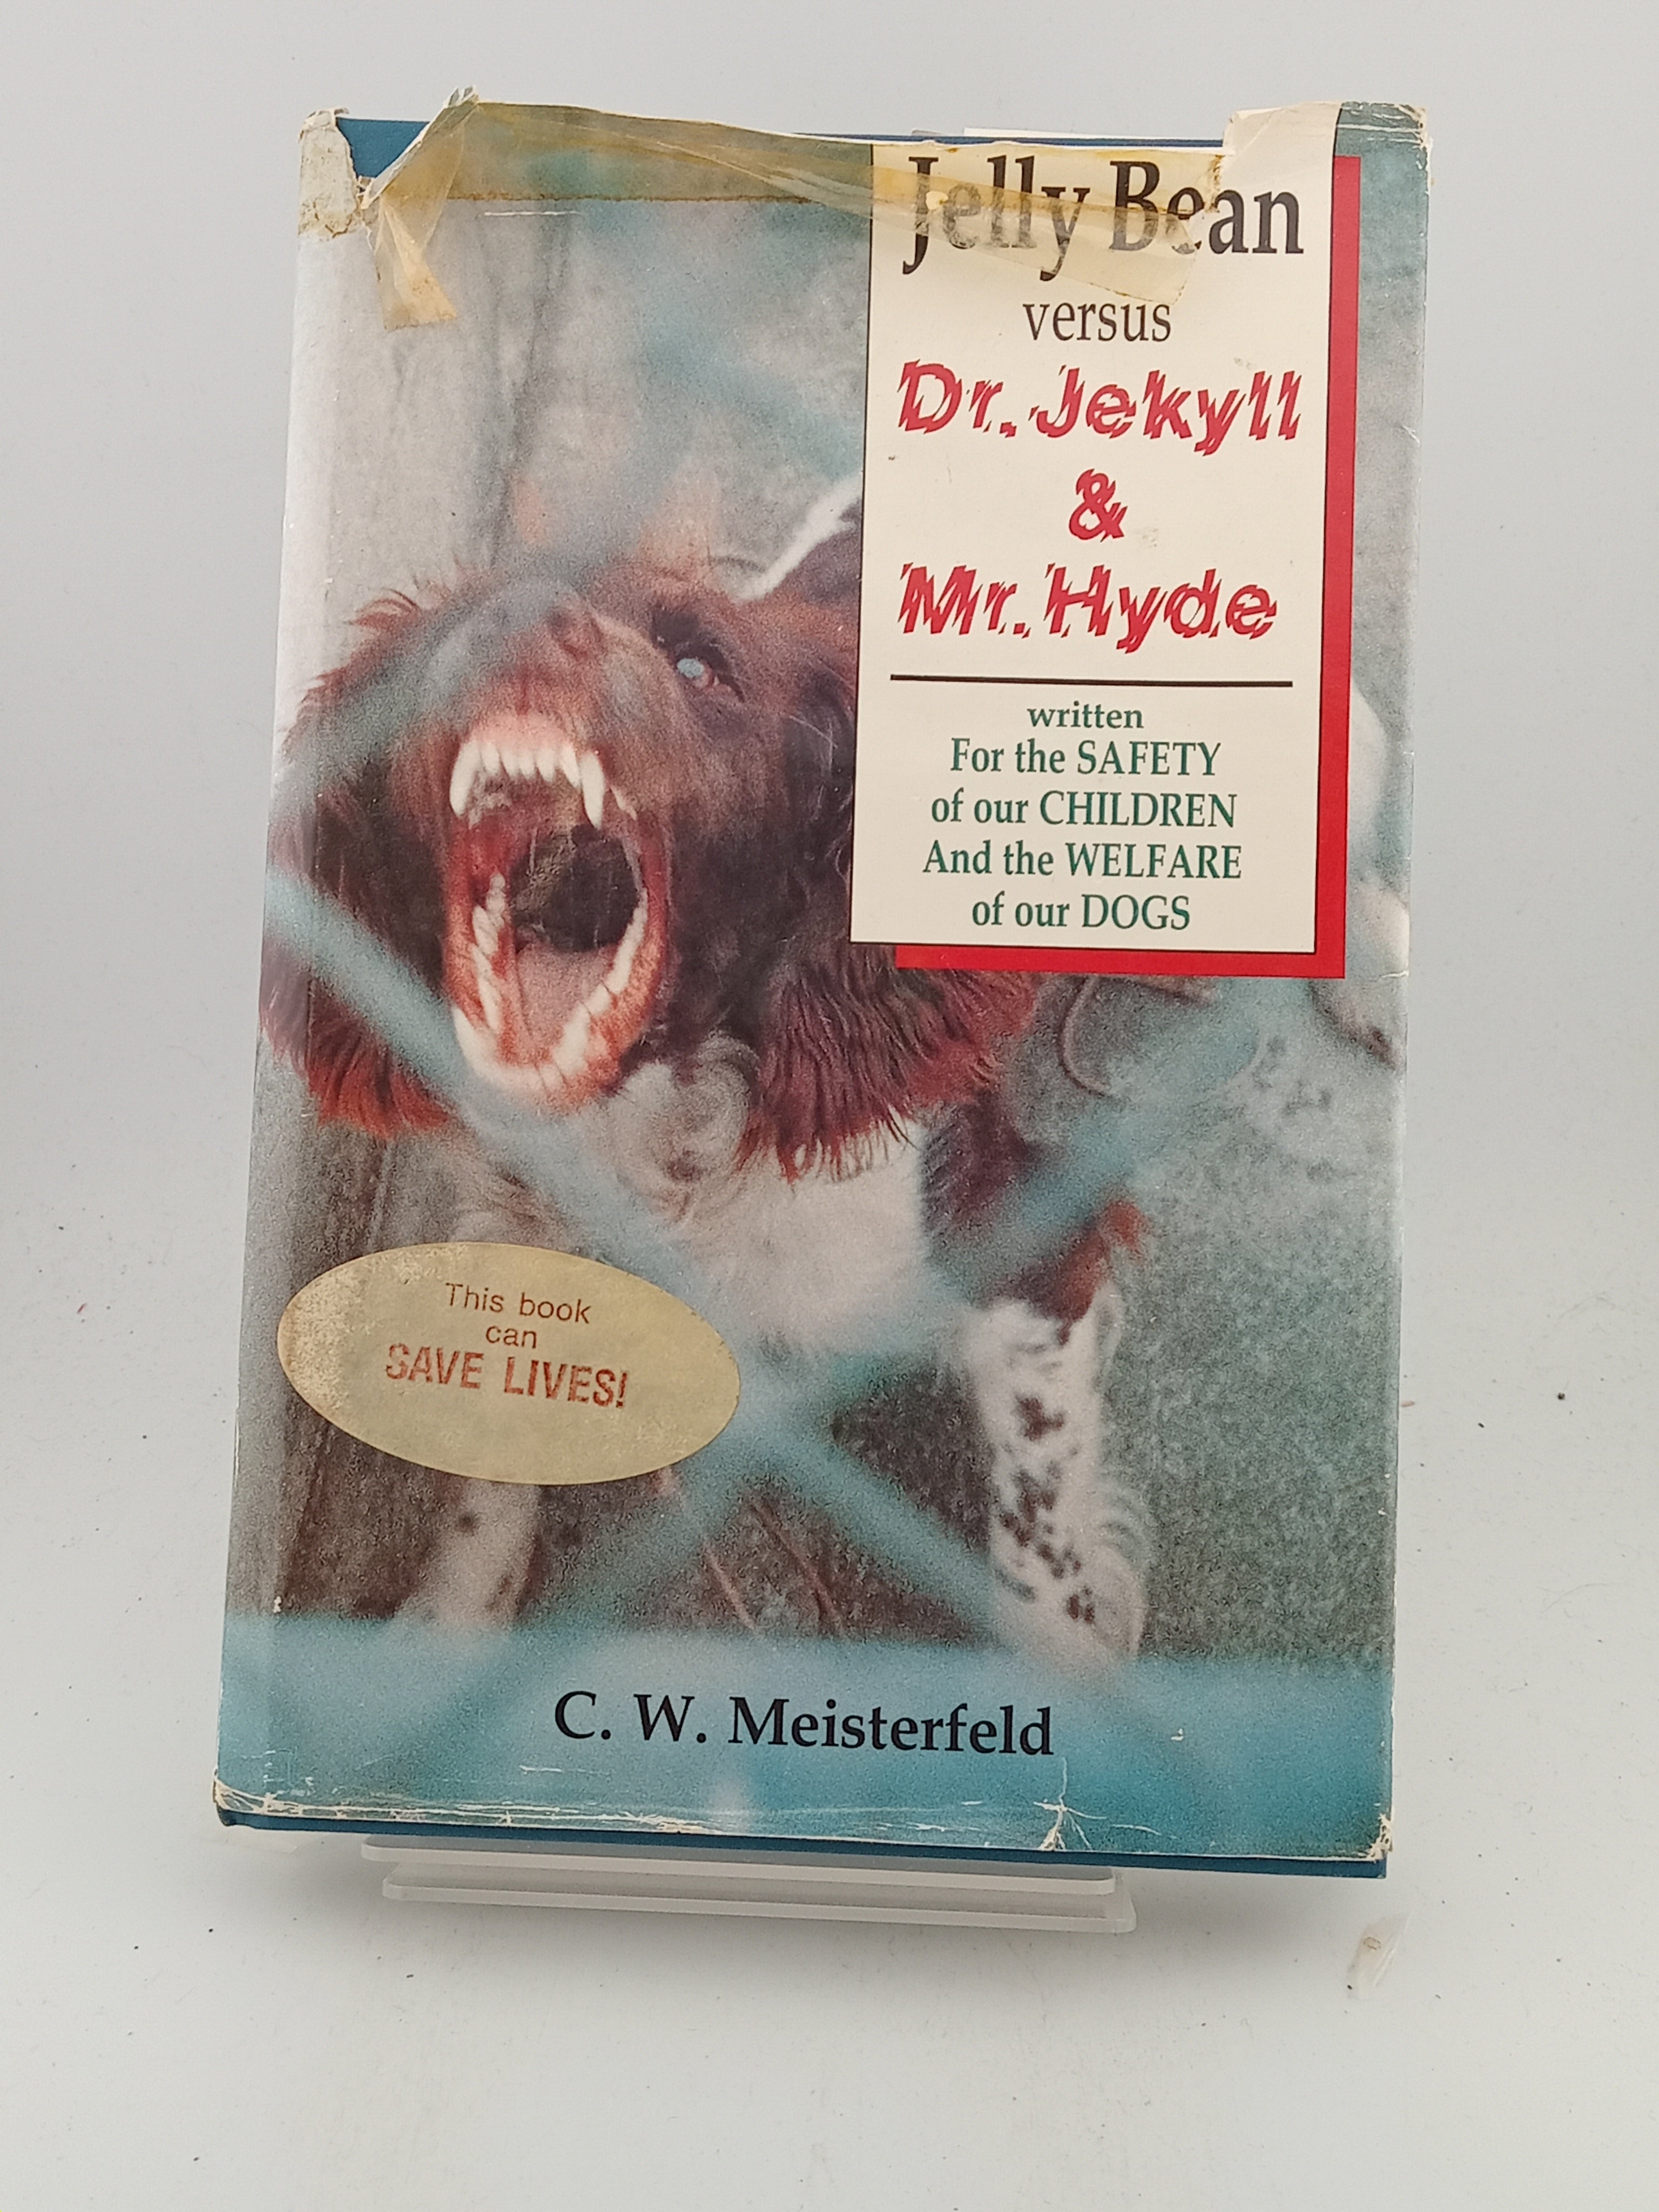 Jelly Bean
versus
Dr. Jekyll
&
Mr. Hyde
written
For the SAFETY
of our CHILDREN
And the WELFARE
of our DOGS
This book
can
SAVE LIVES!
C. W. Meisterfeld